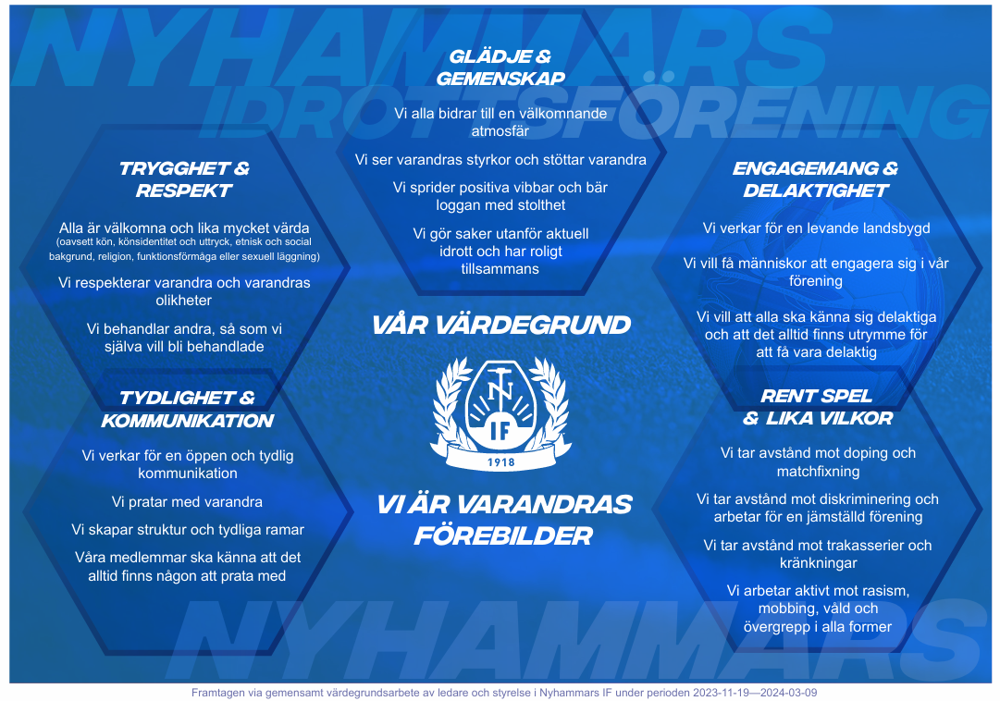 NYHAMMARS
IDROTTSFÖRENING
GLÄDJE &
GEMENSKAP
Vi alla bidrar till en välkomnande
atmosfär
Vi ser varandras styrkor och stöttar varandra
Vi sprider positiva vibbar och bär
loggan med stolthet
Vi gör saker utanför aktuell
idrott och har roligt
tillsammans
TRYGGHET &
RESPEKT
Alla är välkomna och lika mycket värda
(oavsett kön, könsidentitet och uttryck, etnisk och social
bakgrund, religion, funktionsförmåga eller sexuell läggning)
Vi respekterar varandra och varandras
olikheter
Vi behandlar andra, så som vi
själva vill bli behandlade
ENGAGEMANG &
DELAKTIGHET
Vi verkar för en levande landsbygd
Vi vill få människor att engagera sig i vår
förening
Vi vill att alla ska känna sig delaktiga
och att det alltid finns utrymme för
att få vara delaktig
VÅR VÄRDEGRUND
N
IF
1918
VI ÄR VARANDRAS
FÖREBILDER
TYDLIGHET &
KOMMUNIKATION
Vi verkar för en öppen och tydlig
kommunikation
Vi pratar med varandra
Vi skapar struktur och tydliga ramar
Våra medlemmar ska känna att det
alltid finns någon att prata med
RENT SPEL
& LIKA VILKOR
Vi tar avstånd mot doping och
matchfixning
Vi tar avstånd mot diskriminering och
arbetar för en jämställd förening
Vi tar avstånd mot trakasserier och
kränkningar
Vi arbetar aktivt mot rasism,
mobbing, våld och
övergrepp i alla former
NYHAMMARS
Framtagen via gemensamt värdegrundsarbete av ledare och styrelse i Nyhammars IF under perioden 2023-11-19—2024-03-09